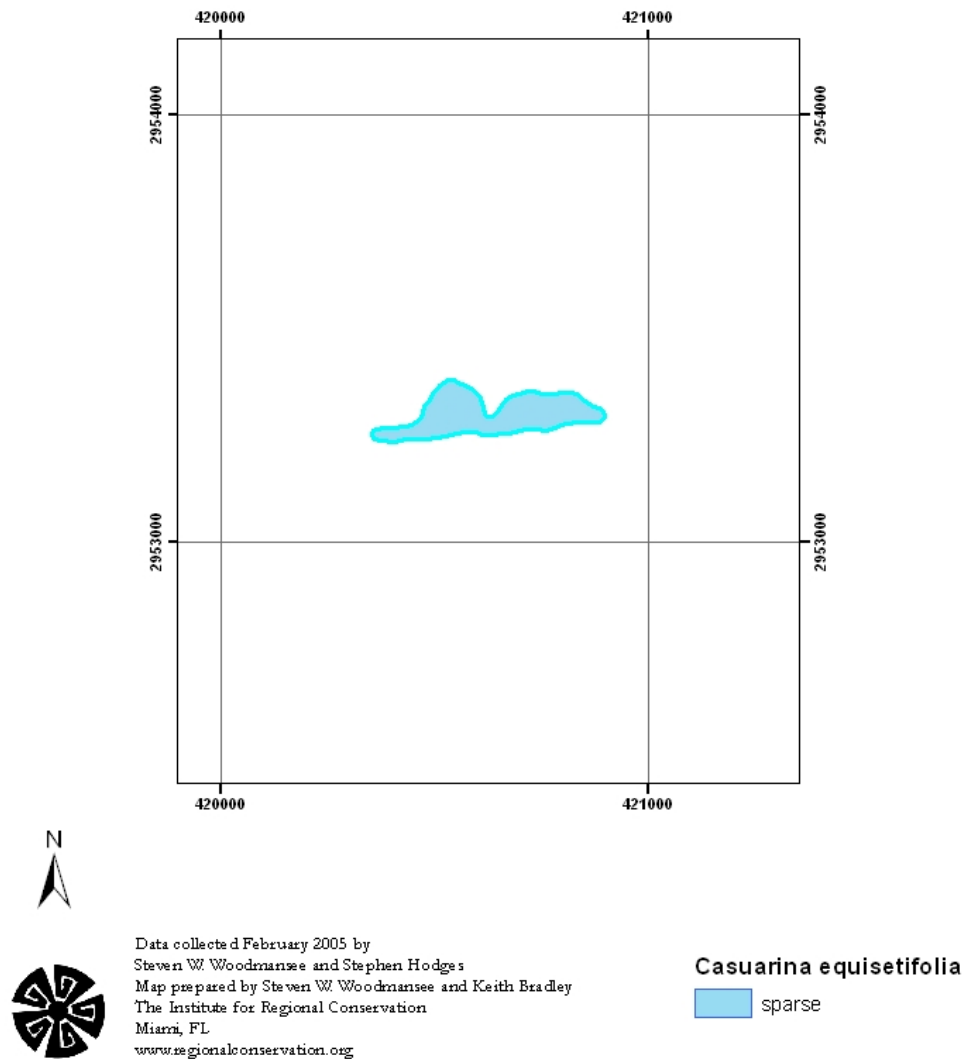 420000 421000
2954000 2954000
2953000 2953000
420000 421000
N
Data collected February 2005 by
Steven W. Woodmansee and Stephen Hodges
Map prepared by Steven W. Woodmansee and Keith Bradley
The Institute for Regional Conservation
Miami, FL
www.regionalconservation.org
Casuarina equisetifolia
sparse